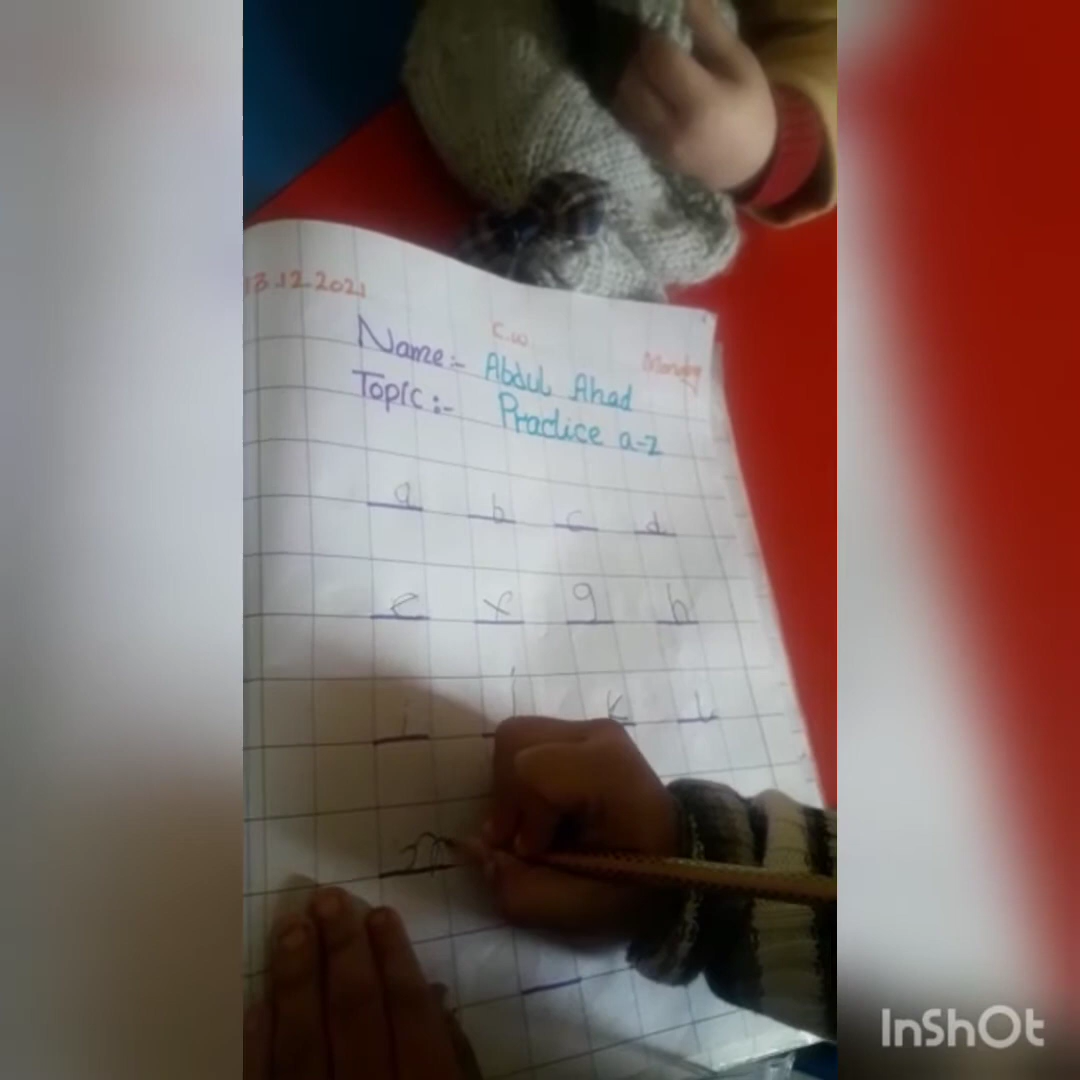 13.12.2021
C.W. Monday
Name:- Abdul Ahad
Topic:- Practice a-z
a b c d
e f g h
i j k l
m
InShOt